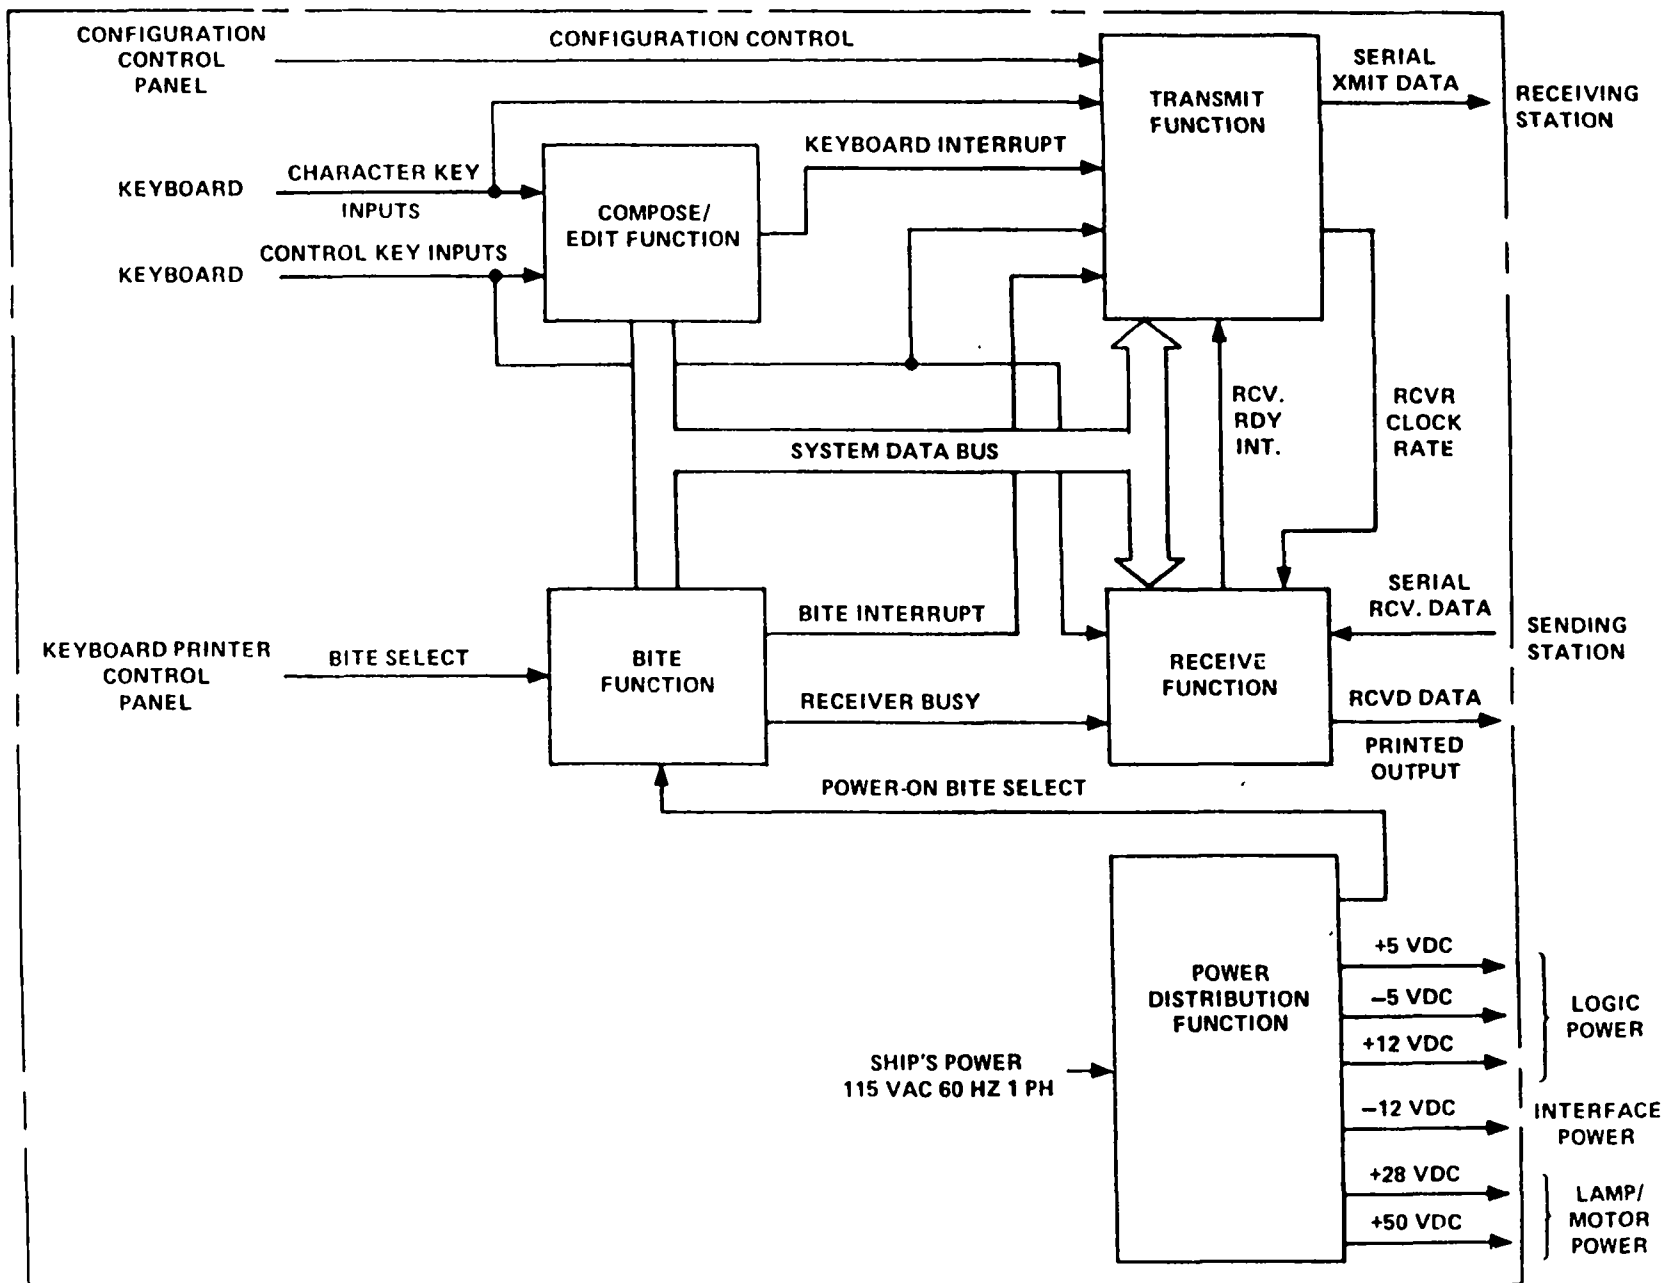 CONFIGURATION
CONTROL
PANEL
CONFIGURATION CONTROL
TRANSMIT
FUNCTION
SERIAL
XMIT DATA
RECEIVING
STATION
KEYBOARD
CHARACTER KEY
INPUTS
KEYBOARD INTERRUPT
COMPOSE/
EDIT FUNCTION
KEYBOARD
CONTROL KEY INPUTS
RCV.
RDY
INT.
RCVR
CLOCK
RATE
SYSTEM DATA BUS
KEYBOARD PRINTER
CONTROL
PANEL
BITE SELECT
BITE
FUNCTION
BITE INTERRUPT
RECEIVER BUSY
RECEIVE
FUNCTION
SERIAL
RCV. DATA
SENDING
STATION
RCVD DATA
PRINTED
OUTPUT
POWER-ON BITE SELECT
POWER
DISTRIBUTION
FUNCTION
SHIP'S POWER
115 VAC 60 HZ 1 PH
+5 VDC
−5 VDC
+12 VDC
LOGIC
POWER
−12 VDC
INTERFACE
POWER
+28 VDC
+50 VDC
LAMP/
MOTOR
POWER